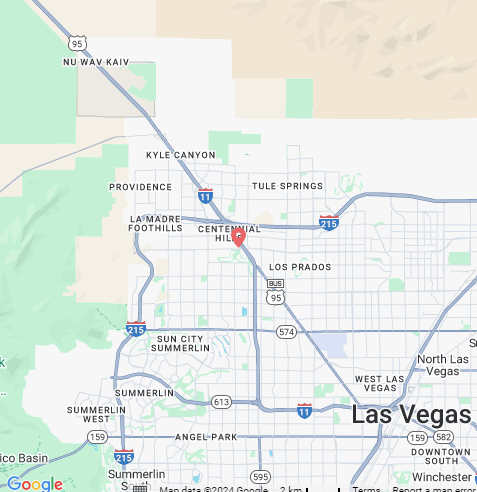 95
NU WAV KAIV
KYLE CANYON
PROVIDENCE
TULE SPRINGS
11
LA MADRE
FOOTHILLS
215
CENTENNIAL
LOS PRADOS
BUS
95
215
574
SUN CITY
SUMMERLIN
North Las
Vegas
WEST LAS
VEGAS
SUMMERLIN
613
SUMMERLIN
WEST
11
Las Vegas
159
ANGEL PARK
159
582
DOWNTOWN
SOUTH
ico Basin
215
Summerlin
595
Winchester
Google
Map data ©2024 Google
2 km
Terms
Report a map error